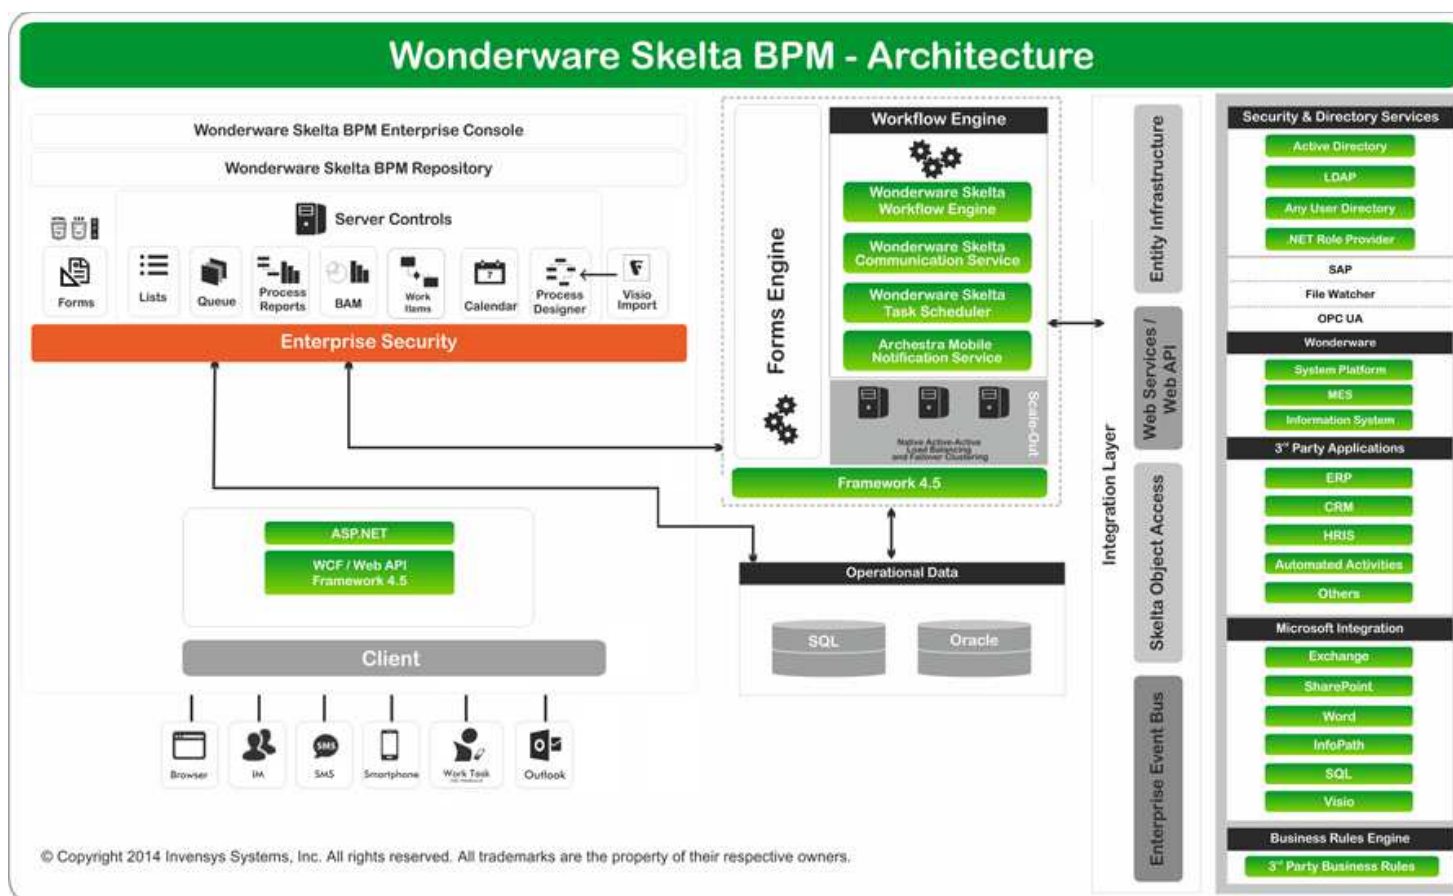 Wonderware Skelta BPM - Architecture
Wonderware Skelta BPM Enterprise Console
Wonderware Skelta BPM Repository
Server Controls
Forms
Lists
Queue
Process
Reports
BAM
Work
Items
7
Calendar
Process
Designer
Visio
Import
Enterprise Security
ASP.NET
WCF / Web API
Framework 4.5
Client
Browser
IM
SMS
SMS
Smartphone
Work Task
Outlook
Forms Engine
Workflow Engine
Wonderware Skelta
Workflow Engine
Wonderware Skelta
Communication Service
Wonderware Skelta
Task Scheduler
Archestra Mobile
Notification Service
Scale-Out
Native Active-Active
Load Balancing
and Failover Clustering
Framework 4.5
Operational Data
SQL
Oracle
Integration Layer
Entity Infrastructure
Web Services /
Web API
Skelta Object Access
Enterprise Event Bus
Security & Directory Services
Active Directory
LDAP
Any User Directory
.NET Role Provider
SAP
File Watcher
OPC UA
Wonderware
System Platform
MES
Information System
3rd Party Applications
ERP
CRM
HRIS
Automated Activities
Others
Microsoft Integration
Exchange
SharePoint
Word
InfoPath
SQL
Visio
Business Rules Engine
3rd Party Business Rules
© Copyright 2014 Invensys Systems, Inc. All rights reserved. All trademarks are the property of their respective owners.